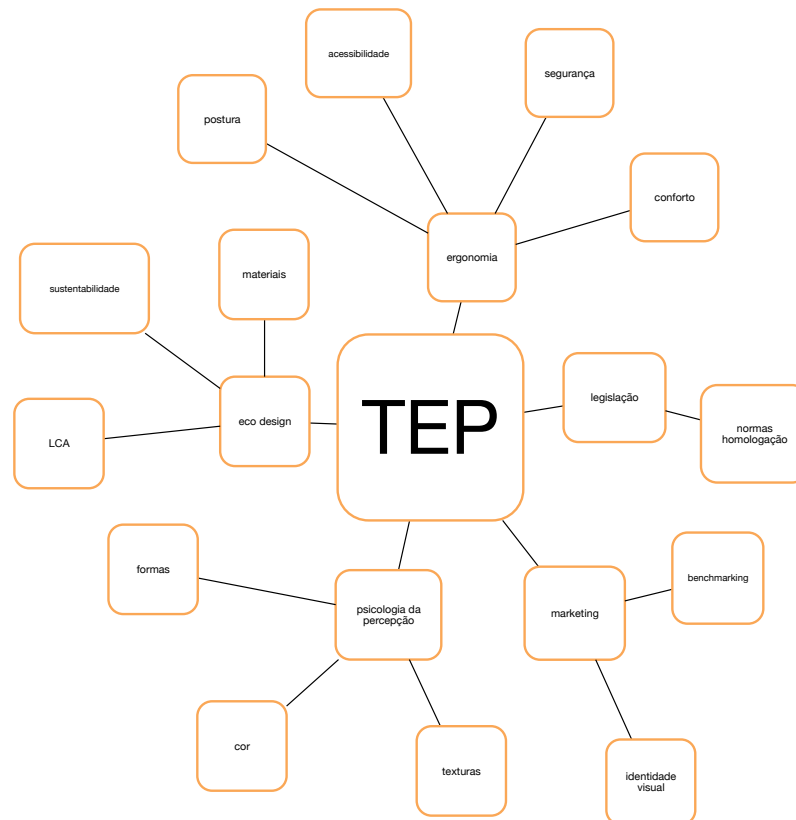 acessibilidade
segurança
postura
conforto
ergonomia
materiais
sustentabilidade
legislação
TEP
eco design
normas
homologação
LCA
formas
benchmarking
psicologia da
percepção
marketing
cor
texturas
identidade
visual